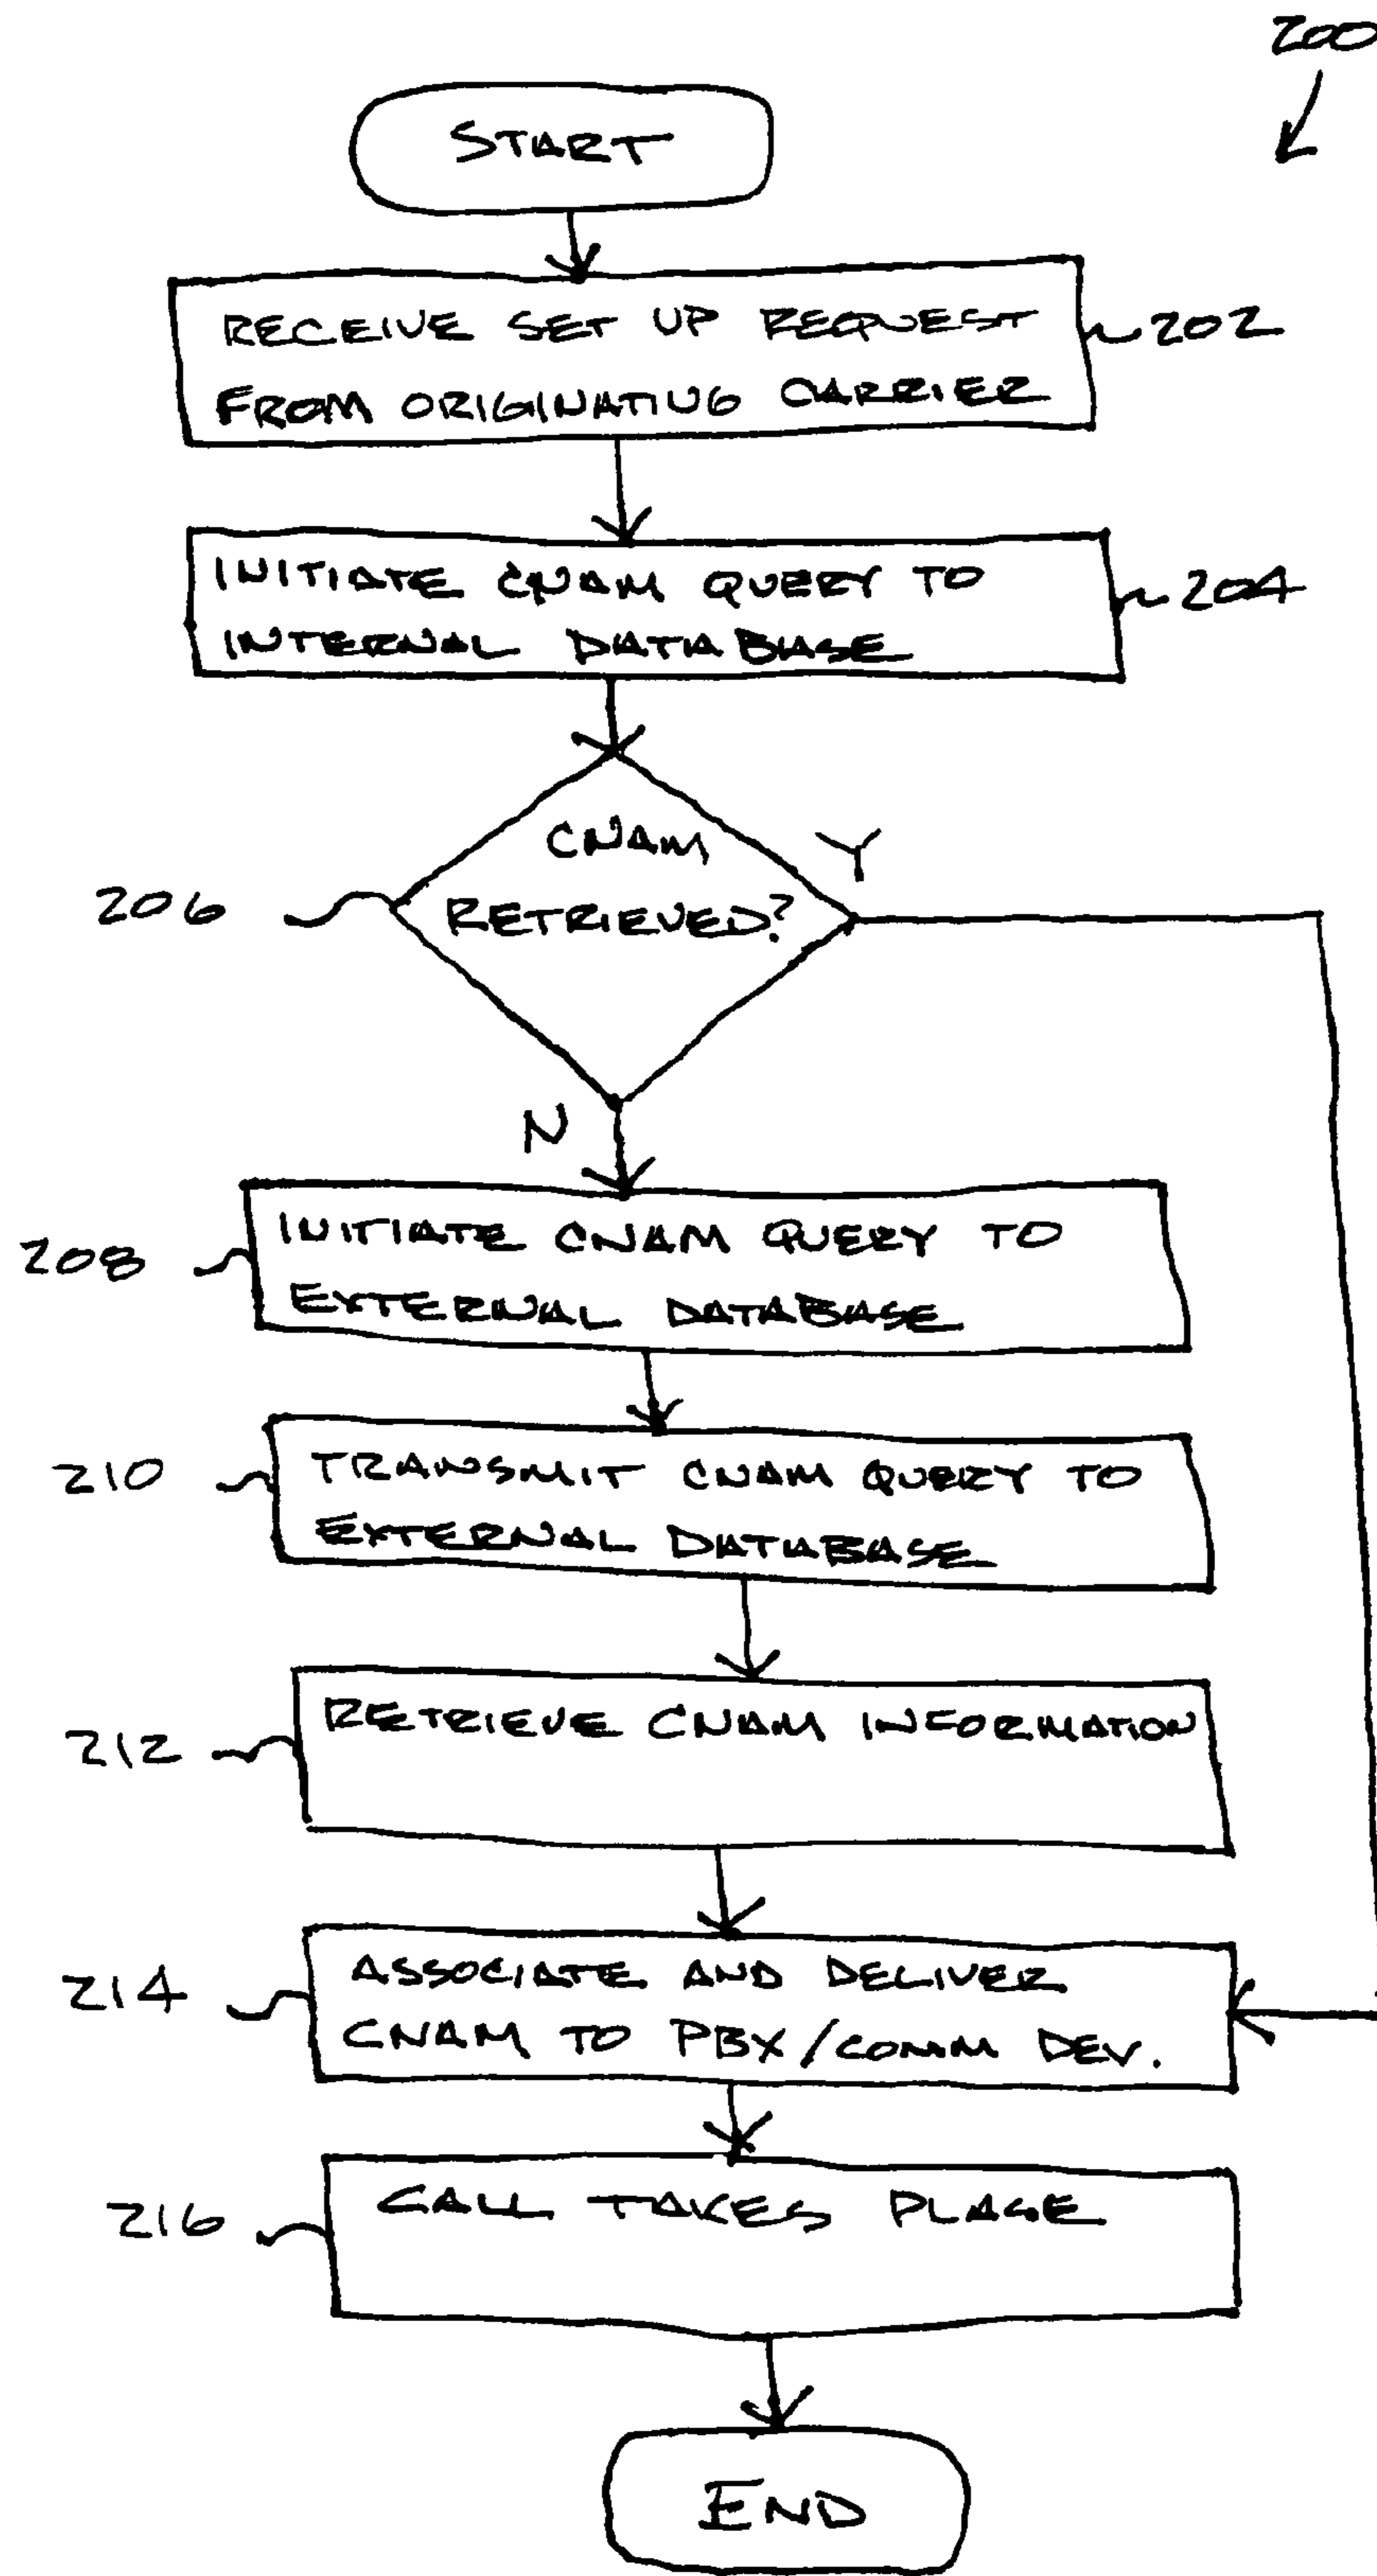 200
START
RECEIVE SET UP REQUEST
FROM ORIGINATING CARRIER
202
INITIATE CNAM QUERY TO
INTERNAL DATABASE
204
CNAM
RETRIEVED?
Y
206
N
INITIATE CNAM QUERY TO
EXTERNAL DATABASE
208
TRANSMIT CNAM QUERY TO
EXTERNAL DATABASE
210
RETRIEVE CNAM INFORMATION
212
ASSOCIATE AND DELIVER
CNAM TO PBX/COMM DEV.
214
CALL TAKES PLACE
216
END